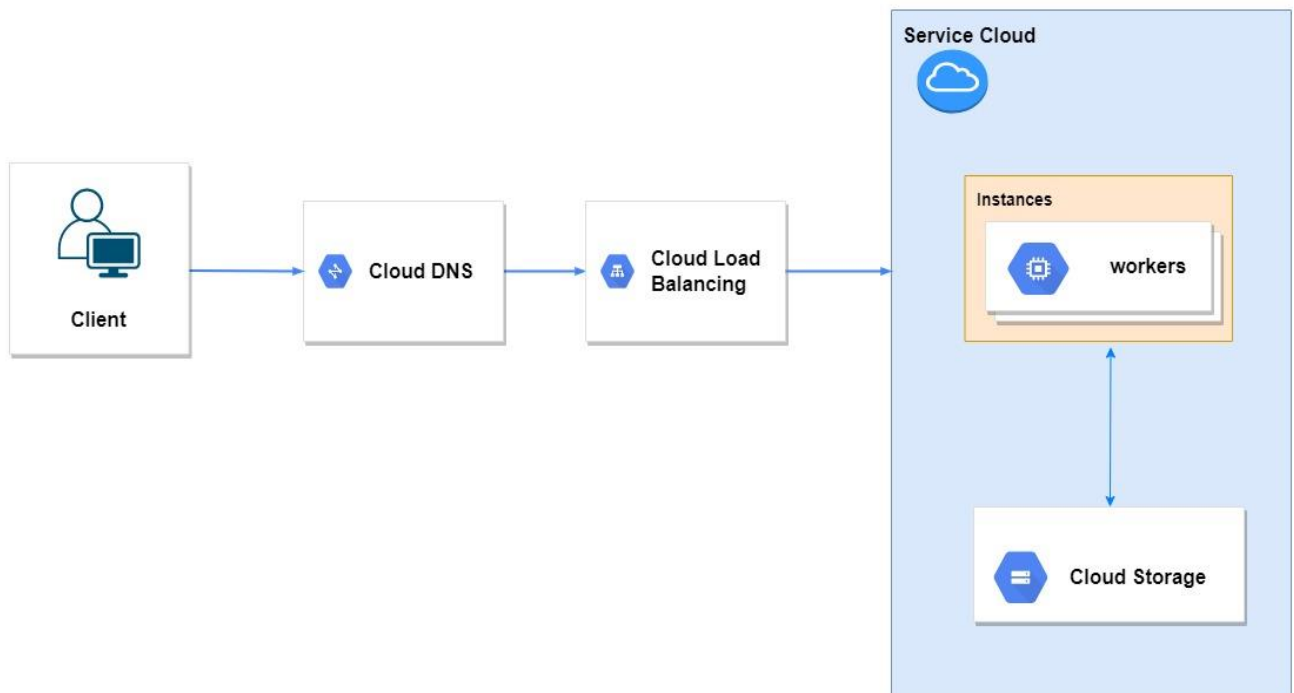 Service Cloud
Client
Cloud DNS
Cloud Load
Balancing
Instances
workers
Cloud Storage